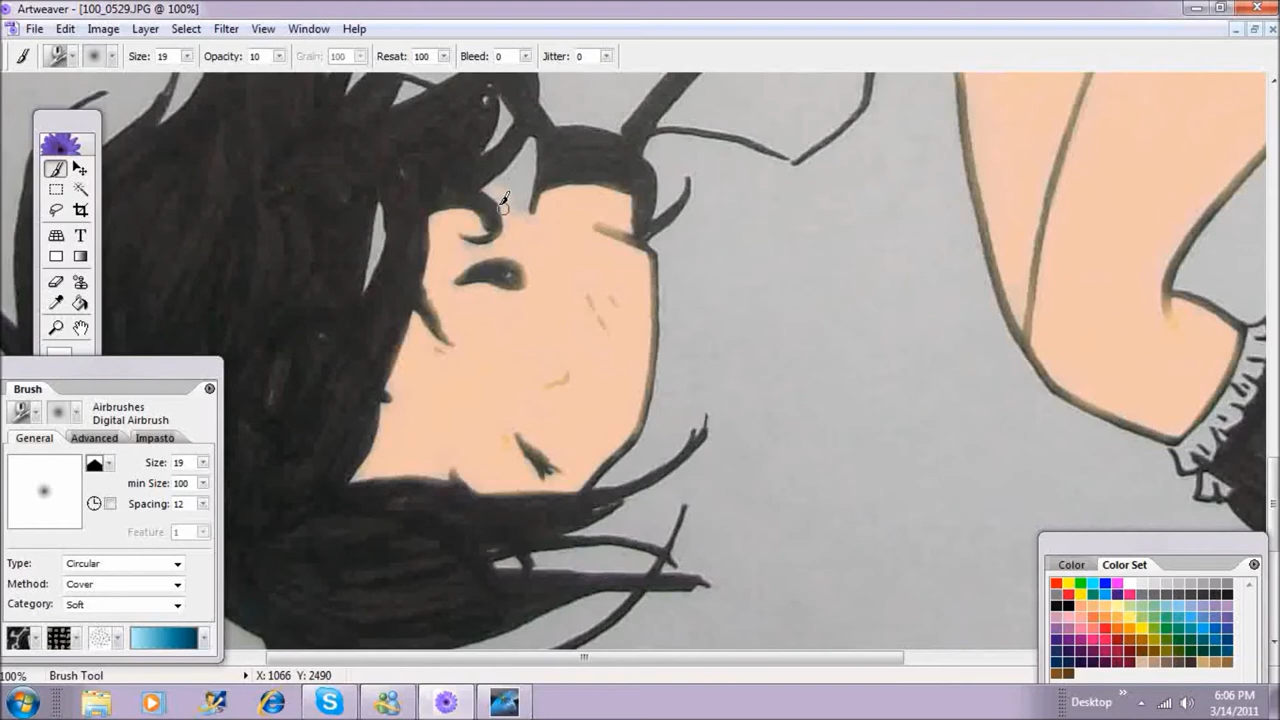 Artweaver - [100_0529.JPG @ 100%]
File Edit Image Layer Select Filter View Window Help
Size: 19 Opacity: 10 Grain: 100 Resat: 100 Bleed: 0 Jitter: 0
T
Brush
Airbrushes
Digital Airbrush
General Advanced Impasto
Size: 19
min Size: 100
Spacing: 12
Feature 1
Type: Circular
Method: Cover
Category: Soft
Color Color Set
100% Brush Tool X: 1066 Y: 2490
Desktop
6:06 PM
3/14/2011